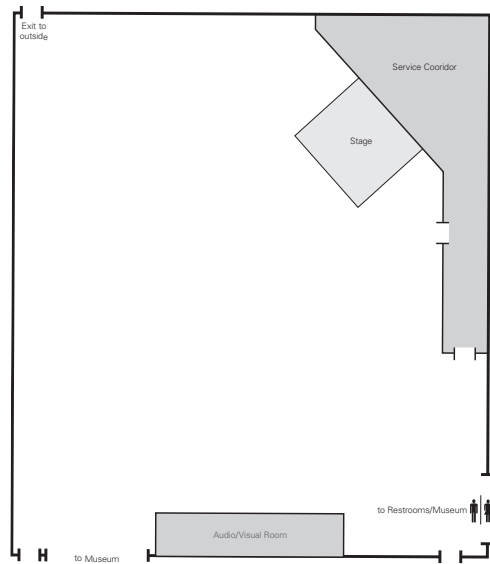 Exit to
outside
Service Cooridor
Stage
to Restrooms/Museum
Audio/Visual Room
to Museum